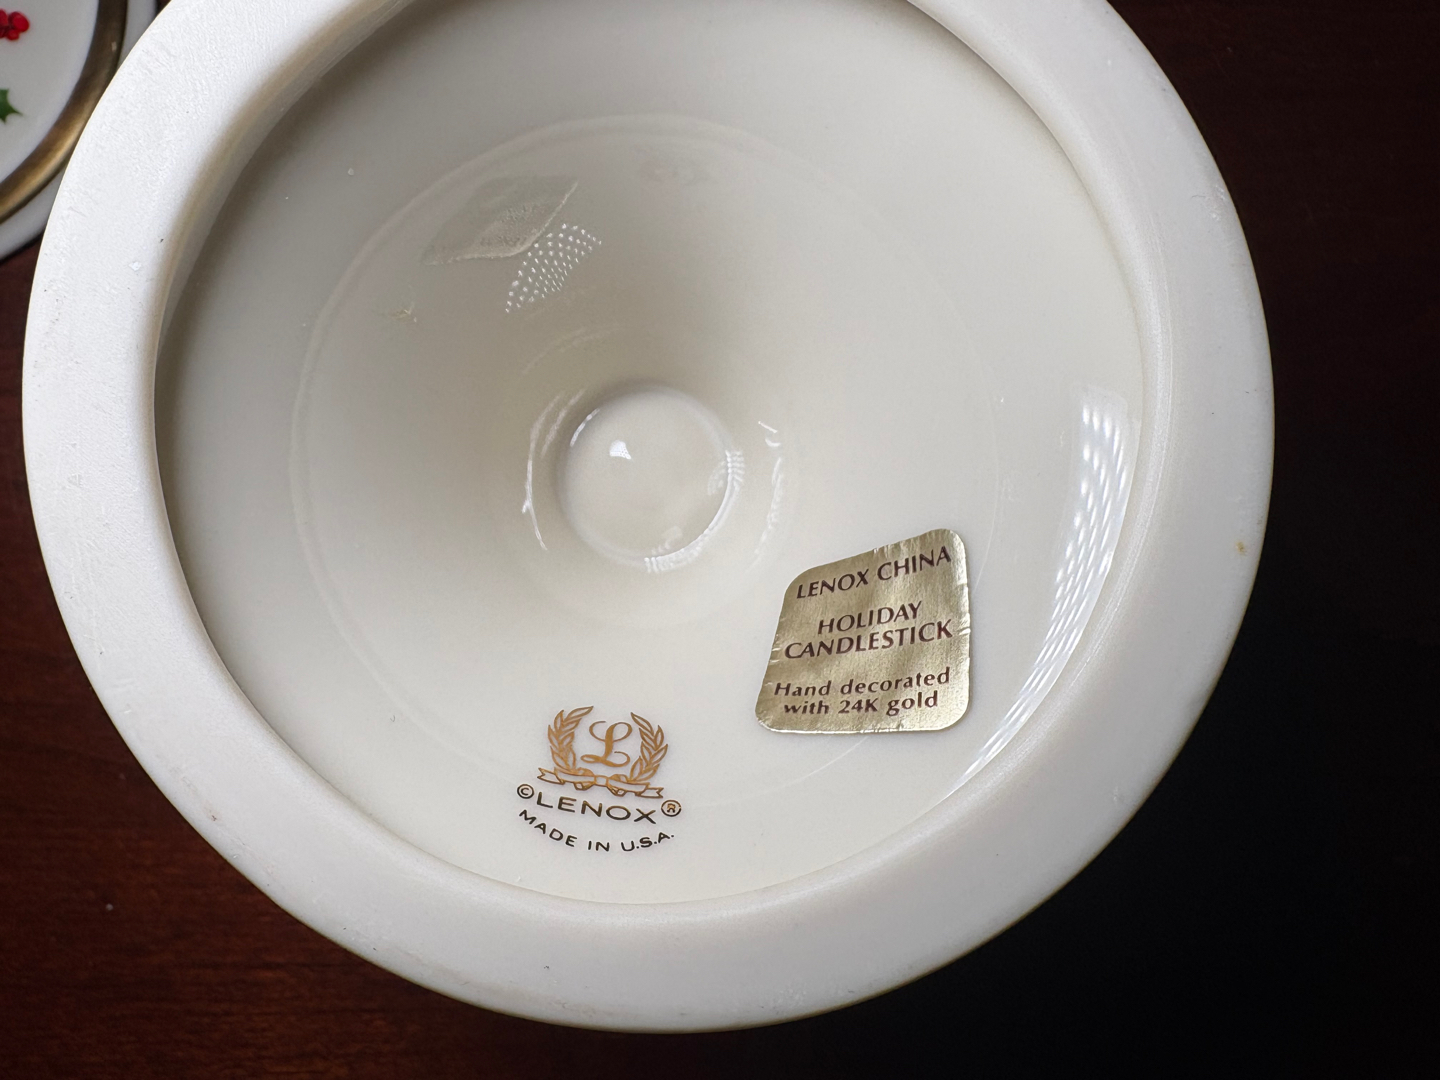 LENOX CHINA
HOLIDAY
CANDLESTICK
Hand decorated
with 24K gold
L
©LENOX®
MADE IN U.S.A.